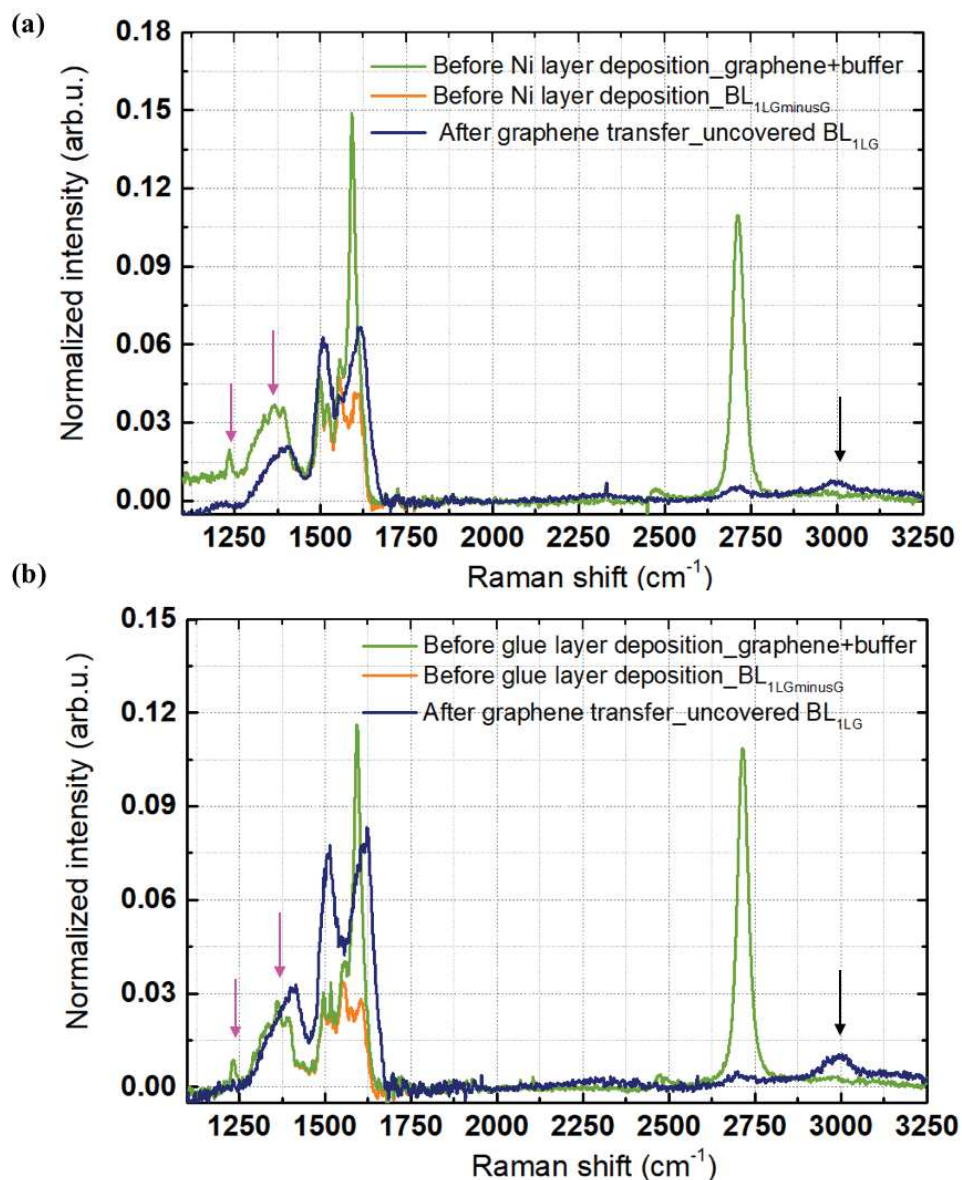 (a)
0.18
0.15
0.12
0.09
0.06
0.03
0.00
Normalized intensity (arb.u.)
Before Ni layer deposition_graphene+buffer
Before Ni layer deposition_BL1LGminusG
After graphene transfer_uncovered BL1LG
1250 1500 1750 2000 2250 2500 2750 3000 3250
Raman shift (cm-1)
(b)
0.15
0.12
0.09
0.06
0.03
0.00
Normalized intensity (arb.u.)
Before glue layer deposition_graphene+buffer
Before glue layer deposition_BL1LGminusG
After graphene transfer_uncovered BL1LG
1250 1500 1750 2000 2250 2500 2750 3000 3250
Raman shift (cm-1)